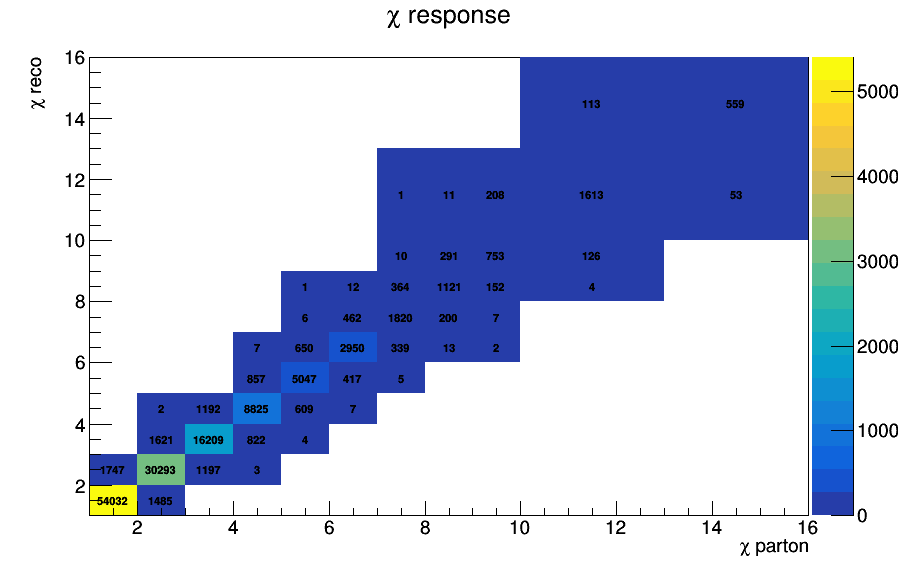 χ response
χ reco
16
14
12
10
8
6
4
2
113 559
1 11 208 1613 53
10 291 753 126
1 12 364 1121 152 4
6 462 1820 200 7
7 650 2950 339 13 2
857 5047 417 5
2 1192 8825 609 7
1621 16209 822 4
1747 30293 1197 3
54032 1485
2 4 6 8 10 12 14 16
χ parton
5000
4000
3000
2000
1000
0